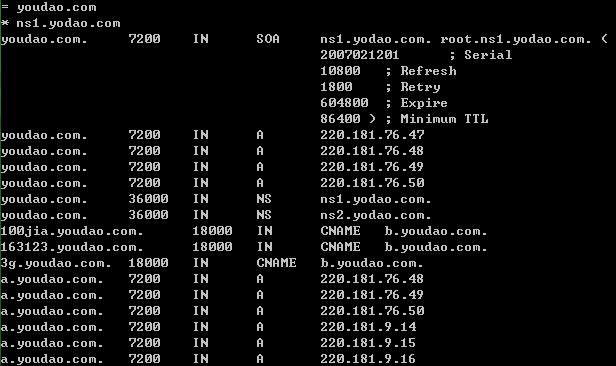 = youdao.com
* ns1.yodao.com
youdao.com. 7200 IN SOA ns1.yodao.com. root.ns1.yodao.com. (
2007021201 ; Serial
10800 ; Refresh
1800 ; Retry
604800 ; Expire
86400 ) ; Minimum TTL
youdao.com. 7200 IN A 220.181.76.47
youdao.com. 7200 IN A 220.181.76.48
youdao.com. 7200 IN A 220.181.76.49
youdao.com. 7200 IN A 220.181.76.50
youdao.com. 36000 IN NS ns1.yodao.com.
youdao.com. 36000 IN NS ns2.yodao.com.
100jia.youdao.com. 18000 IN CNAME b.youdao.com.
163123.youdao.com. 18000 IN CNAME b.youdao.com.
3g.youdao.com. 18000 IN CNAME b.youdao.com.
a.youdao.com. 7200 IN A 220.181.76.48
a.youdao.com. 7200 IN A 220.181.76.49
a.youdao.com. 7200 IN A 220.181.76.50
a.youdao.com. 7200 IN A 220.181.9.14
a.youdao.com. 7200 IN A 220.181.9.15
a.youdao.com. 7200 IN A 220.181.9.16